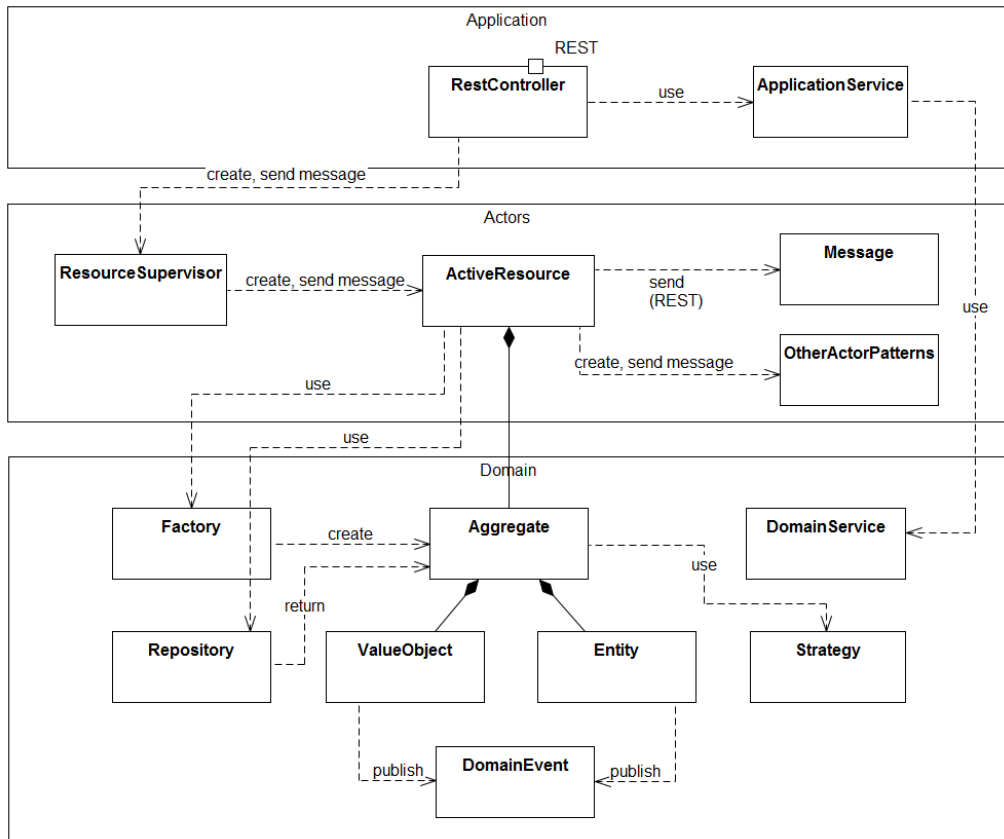 Application
REST
RestController
use
ApplicationService
create, send message
Actors
ResourceSupervisor
create, send message
ActiveResource
send
(REST)
Message
use
create, send message
OtherActorPatterns
use
use
Domain
Factory
create
Aggregate
use
DomainService
return
Repository
ValueObject
Entity
Strategy
publish
DomainEvent
publish